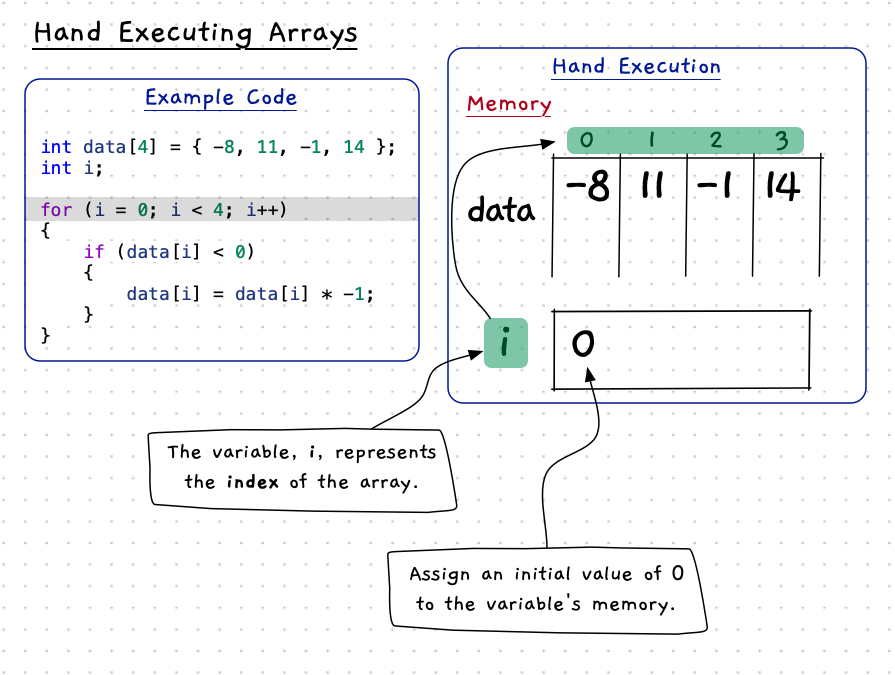 Hand Executing Arrays
Example Code
int data[4] = { -8, 11, -1, 14 };
int i;
for (i = 0; i < 4; i++)
{
if (data[i] < 0)
{
data[i] = data[i] * -1;
}
}
Hand Execution
Memory
0 1 2 3
data -8 11 -1 14
i 0
The variable, i, represents
the index of the array.
Assign an initial value of 0
to the variable's memory.